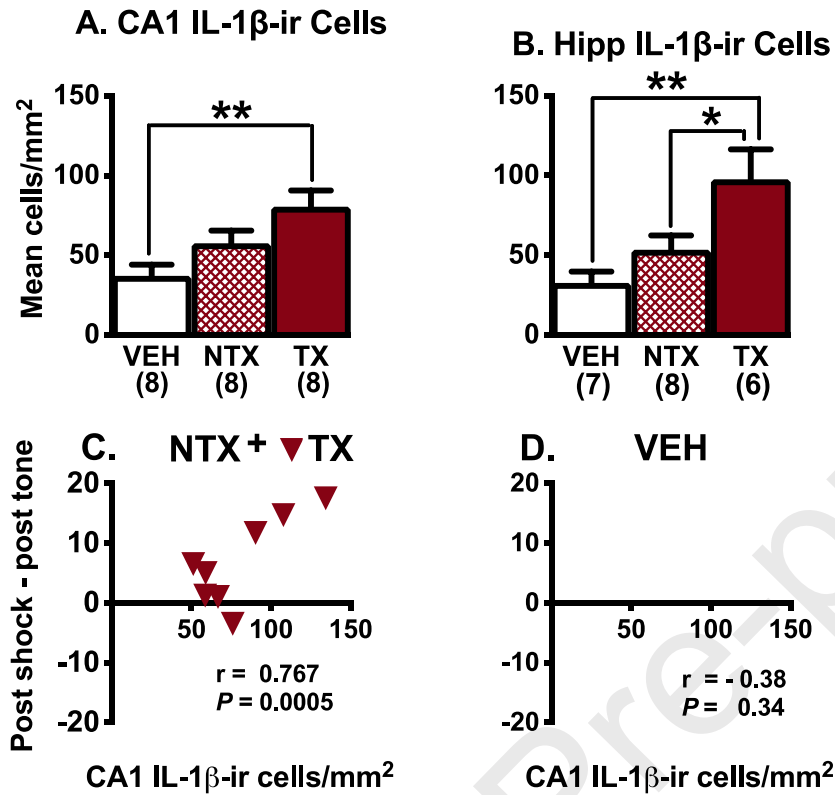 A. CA1 IL-1β-ir Cells
B. Hipp IL-1β-ir Cells
Mean cells/mm²
150
100
50
0
**
VEH
(8)
NTX
(8)
TX
(8)
150
100
50
0
**
*
VEH
(7)
NTX
(8)
TX
(6)
C. NTX + TX
Post shock - post tone
20
10
0
-10
-20
50 100 150
r = 0.767
P = 0.0005
CA1 IL-1β-ir cells/mm²
D. VEH
20
10
0
-10
-20
50 100 150
r = - 0.38
P = 0.34
CA1 IL-1β-ir cells/mm²
Pre-p